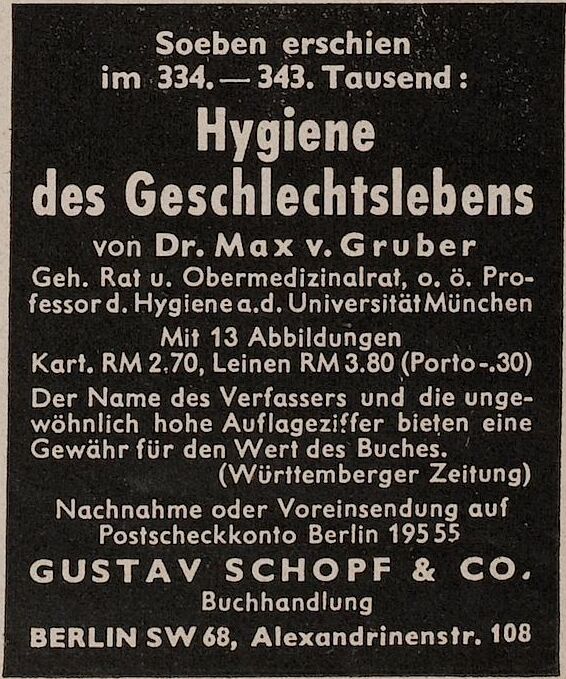 Soeben erschien
im 334. — 343. Tausend:
Hygiene
des Geschlechtslebens
von Dr. Max v. Gruber
Geh. Rat u. Obermedizinalrat, o. ö. Pro-
fessor d. Hygiene a. d. Universität München
Mit 13 Abbildungen
Kart. RM 2.70, Leinen RM 3.80 (Porto -.30)
Der Name des Verfassers und die unge-
wöhnlich hohe Auflageziffer bieten eine
Gewähr für den Wert des Buches.
(Württemberger Zeitung)
Nachnahme oder Voreinsendung auf
Postscheckkonto Berlin 195 55
GUSTAV SCHOPF & CO.
Buchhandlung
BERLIN SW 68, Alexandrinenstr. 108